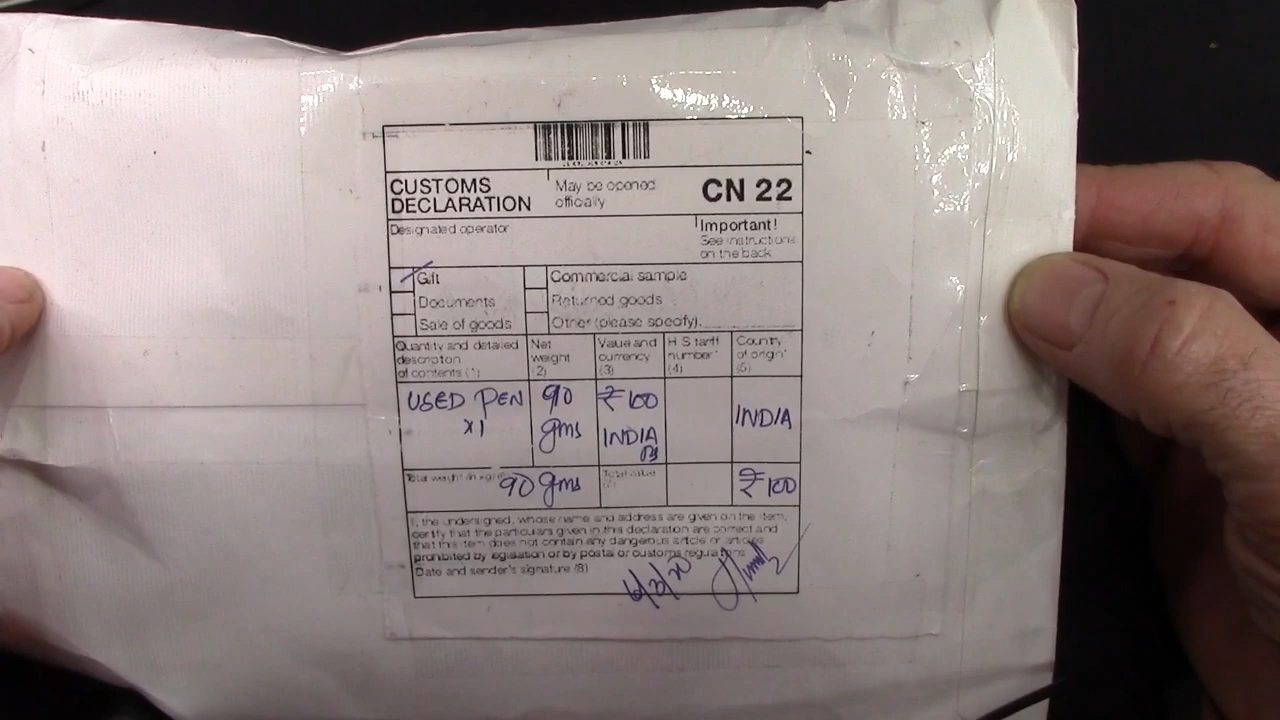 CUSTOMS DECLARATION
May be opened officially
CN 22
Designated operator
Important!
See instructions on the back
Gift
Commercial sample
Documents
Returned goods
Sale of goods
Other (please specify)
Quantity and detailed description of contents (1)
Net weight (2)
Value and currency (3)
H S tariff number* (4)
Country of origin* (5)
USED PEN x1
90 gms
₹ 100 INDIA
INDIA
Total weight
90 gms
Total value (7)
₹ 100
I, the undersigned, whose name and address are given on the item,
certify that the particulars given in this declaration are correct and
that this item does not contain any dangerous article or articles
prohibited by legislation or by postal or customs regulations
Date and sender's signature (8)
6/3/20